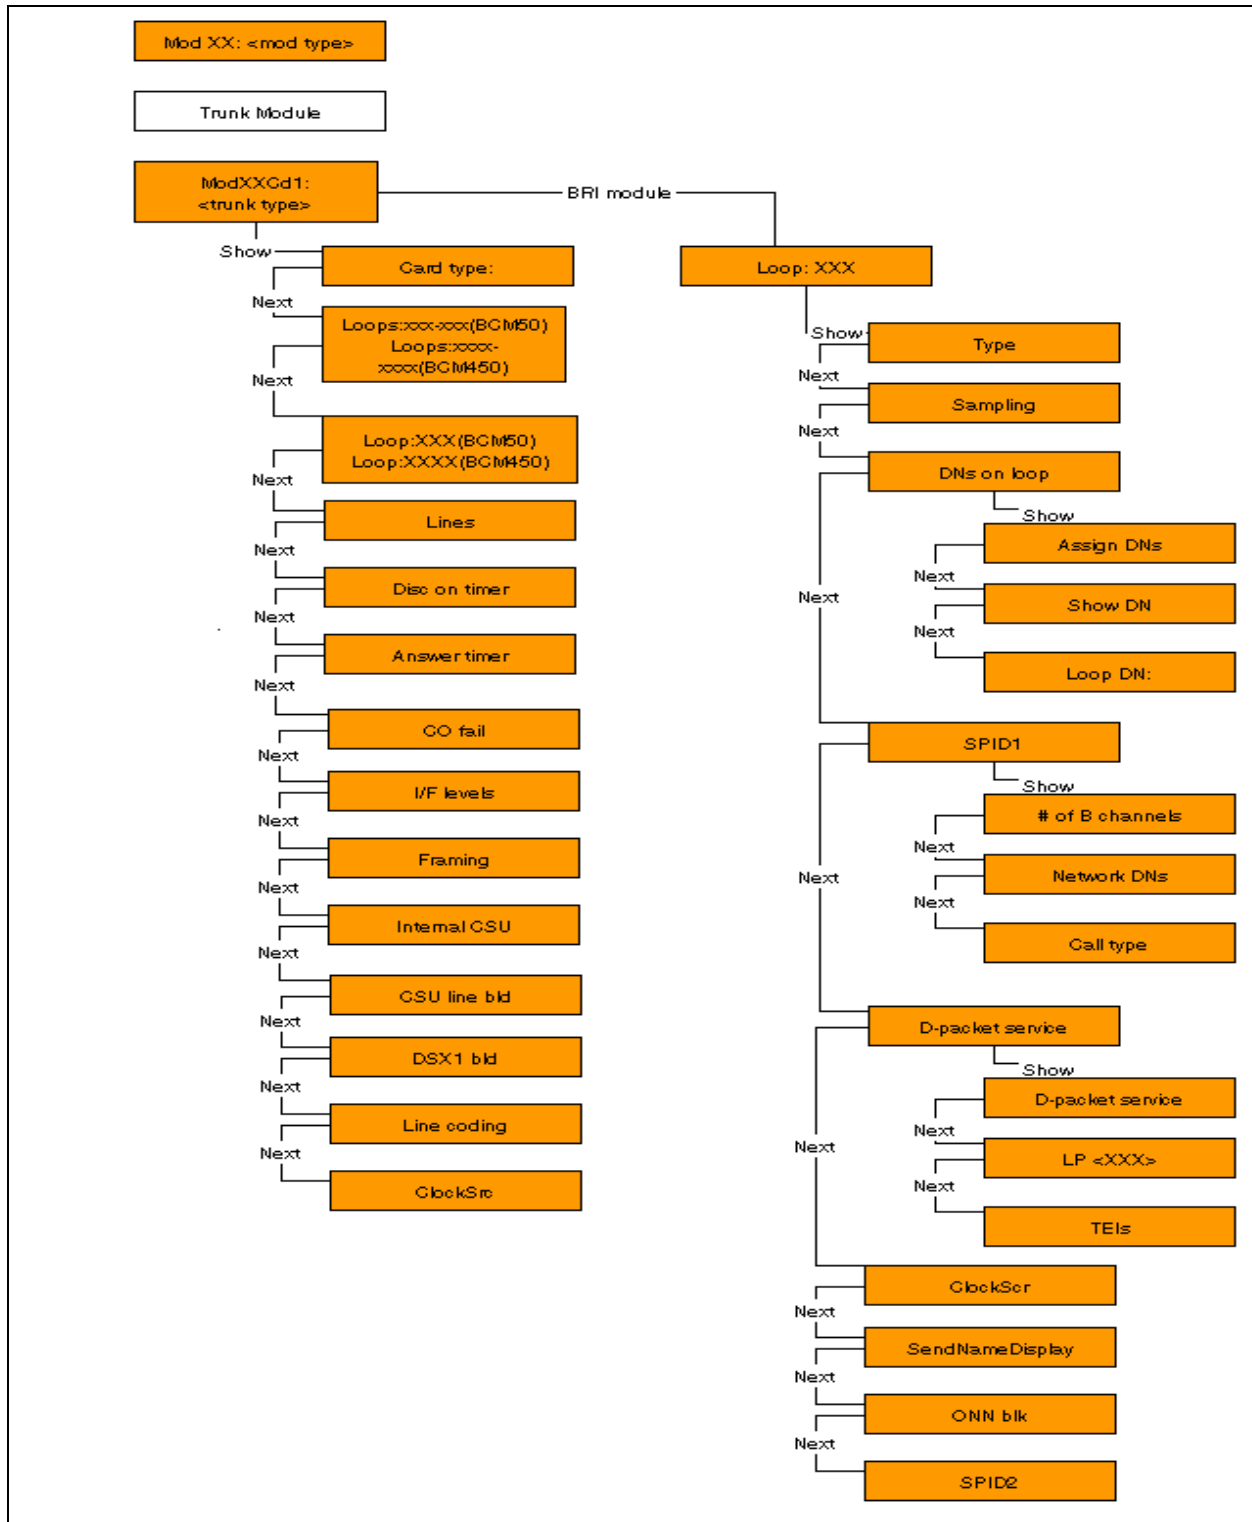 Mod XX: <mod type>
Trunk Module
ModXXCd1:
<trunk type>
BRI module
Show
Card type:
Next
Loops:xxx-xxx(BCM50)
Loops:xxxx-
xxxx(BCM450)
Next
Loop:XXX(BCM50)
Loop:XXXX(BCM450)
Next
Lines
Next
Disc on timer
Next
Answer timer
Next
CO fail
Next
I/F levels
Next
Framing
Next
Internal CSU
Next
CSU line bld
Next
DSX1 bld
Next
Line coding
Next
ClockSrc
Loop: XXX
Show
Type
Next
Sampling
Next
DNs on loop
Show
Assign DNs
Next
Show DN
Next
Loop DN:
Next
SPID1
Show
# of B channels
Next
Network DNs
Next
Call type
Next
D-packet service
Show
D-packet service
Next
LP <XXX>
Next
TEIs
Next
ClockScr
Next
SendNameDisplay
Next
ONN blk
Next
SPID2